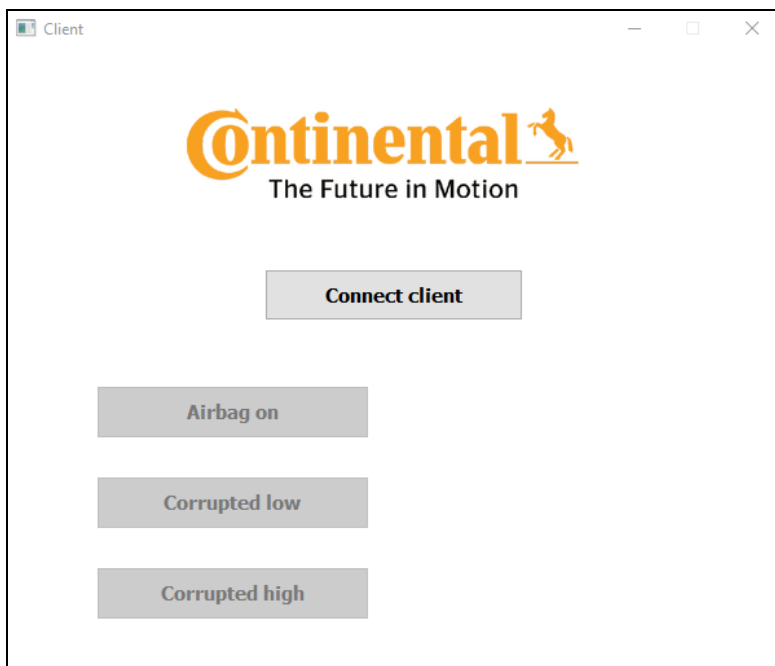 Client
Continental
The Future in Motion
Connect client
Airbag on
Corrupted low
Corrupted high